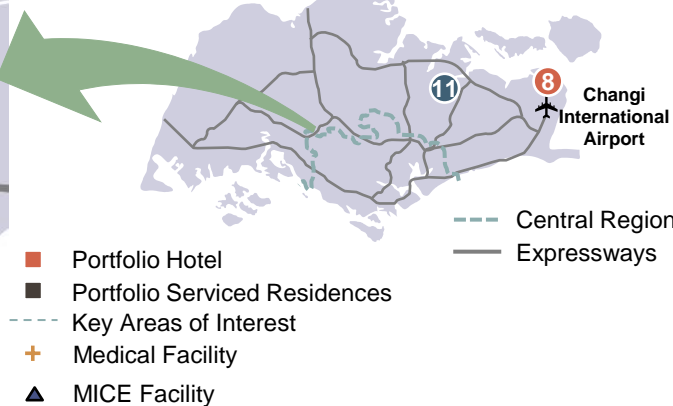 11
8
Changi
International
Airport
Central Region
Expressways
Portfolio Hotel
Portfolio Serviced Residences
Key Areas of Interest
Medical Facility
MICE Facility